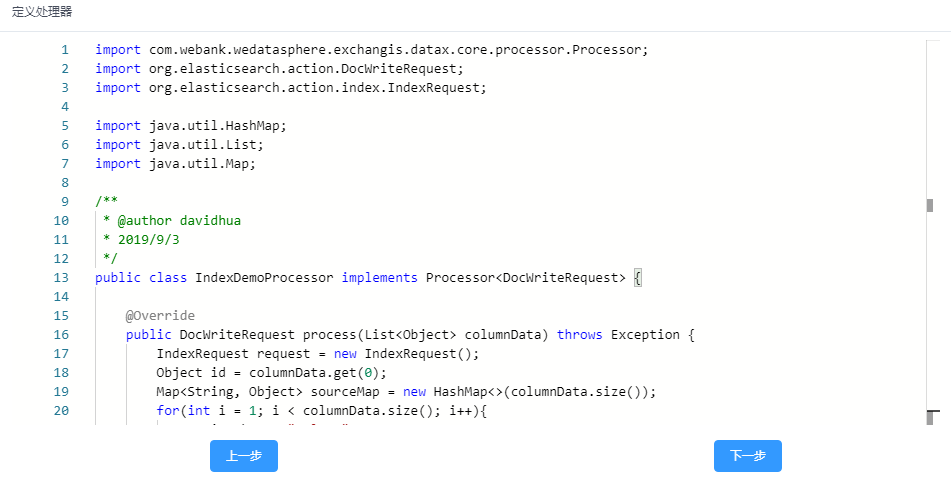 定义处理器
1 import com.webank.wedatasphere.exchangis.datax.core.processor.Processor;
2 import org.elasticsearch.action.DocWriteRequest;
3 import org.elasticsearch.action.index.IndexRequest;
4
5 import java.util.HashMap;
6 import java.util.List;
7 import java.util.Map;
8
9 /**
10 * @author davidhua
11 * 2019/9/3
12 */
13 public class IndexDemoProcessor implements Processor<DocWriteRequest> {
14
15 @Override
16 public DocWriteRequest process(List<Object> columnData) throws Exception {
17 IndexRequest request = new IndexRequest();
18 Object id = columnData.get(0);
19 Map<String, Object> sourceMap = new HashMap<>(columnData.size());
20 for(int i = 1; i < columnData.size(); i++){
上一步 下一步